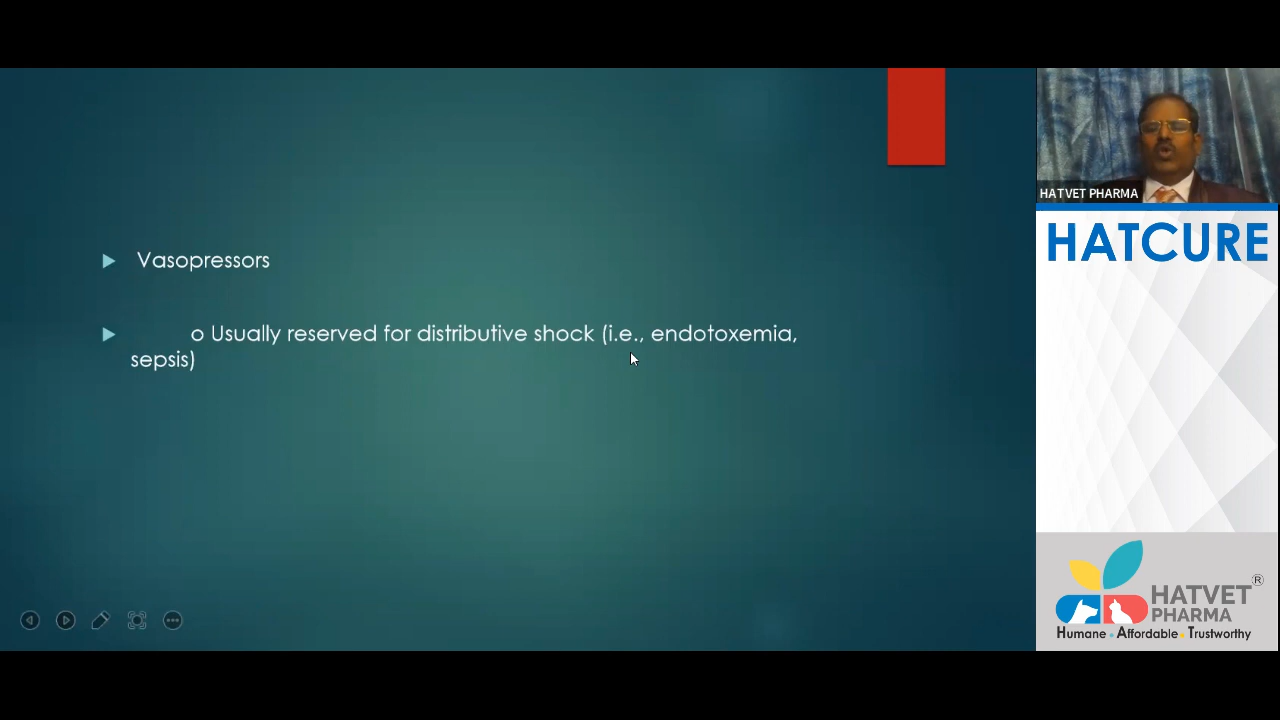 Vasopressors
o Usually reserved for distributive shock (i.e., endotoxemia,
sepsis)
HATVET PHARMA
HATCURE
HATVET®
PHARMA
Humane • Affordable • Trustworthy